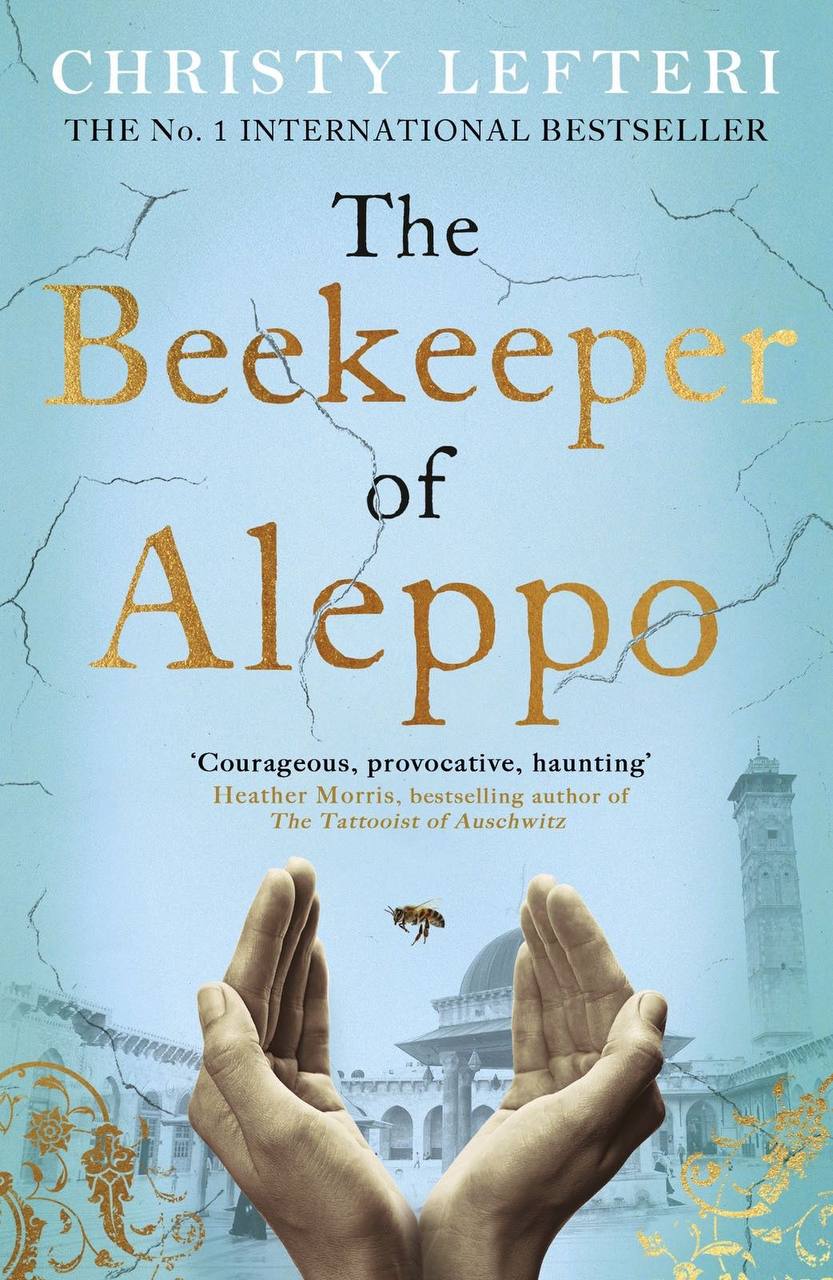 CHRISTY LEFTERI
THE No. 1 INTERNATIONAL BESTSELLER
The
Beekeeper
of
Aleppo
‘Courageous, provocative, haunting’
Heather Morris, bestselling author of
The Tattooist of Auschwitz